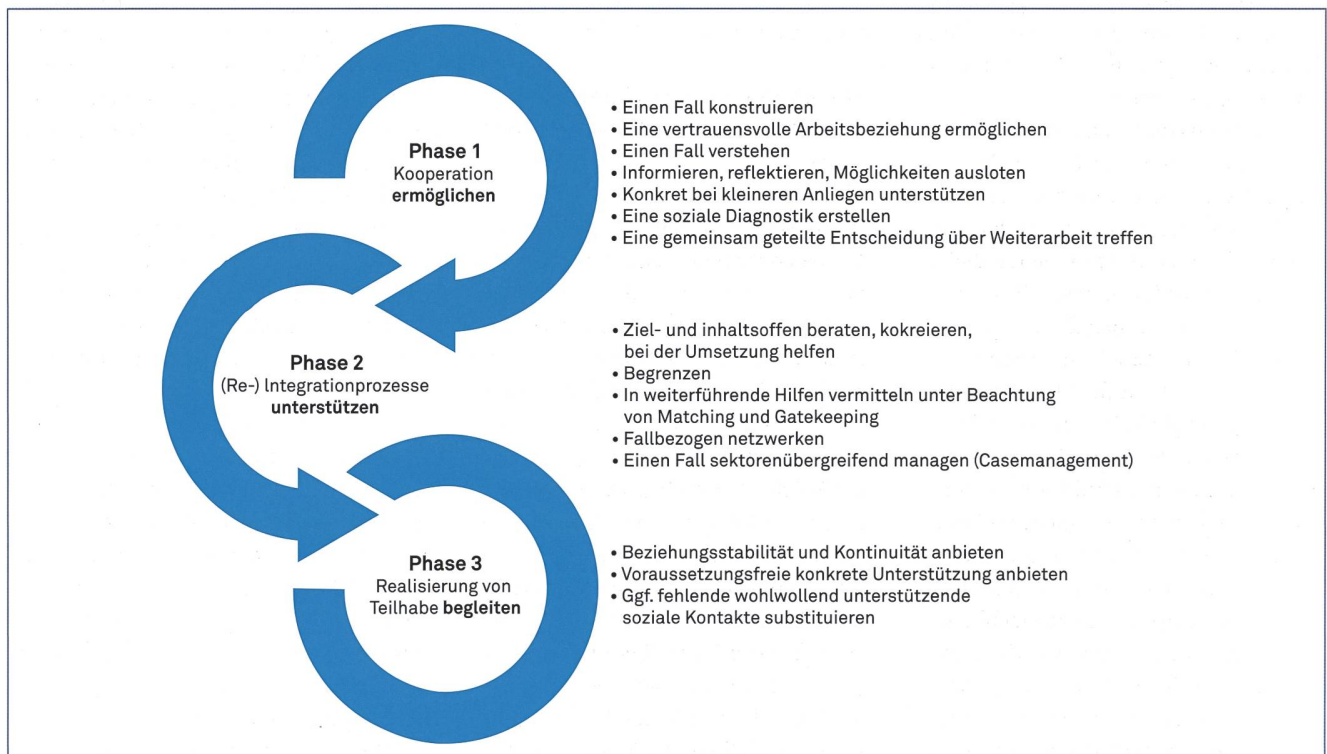 Phase 1
Kooperation
ermöglichen
• Einen Fall konstruieren
• Eine vertrauensvolle Arbeitsbeziehung ermöglichen
• Einen Fall verstehen
• Informieren, reflektieren, Möglichkeiten ausloten
• Konkret bei kleineren Anliegen unterstützen
• Eine soziale Diagnostik erstellen
• Eine gemeinsam geteilte Entscheidung über Weiterarbeit treffen
Phase 2
(Re-) Integrationprozesse
unterstützen
• Ziel- und inhaltsoffen beraten, kokreieren,
bei der Umsetzung helfen
• Begrenzen
• In weiterführende Hilfen vermitteln unter Beachtung
von Matching und Gatekeeping
• Fallbezogen netzwerken
• Einen Fall sektorenübergreifend managen (Casemanagement)
Phase 3
Realisierung von
Teilhabe begleiten
• Beziehungsstabilität und Kontinuität anbieten
• Voraussetzungsfreie konkrete Unterstützung anbieten
• Ggf. fehlende wohlwollend unterstützende
soziale Kontakte substituieren